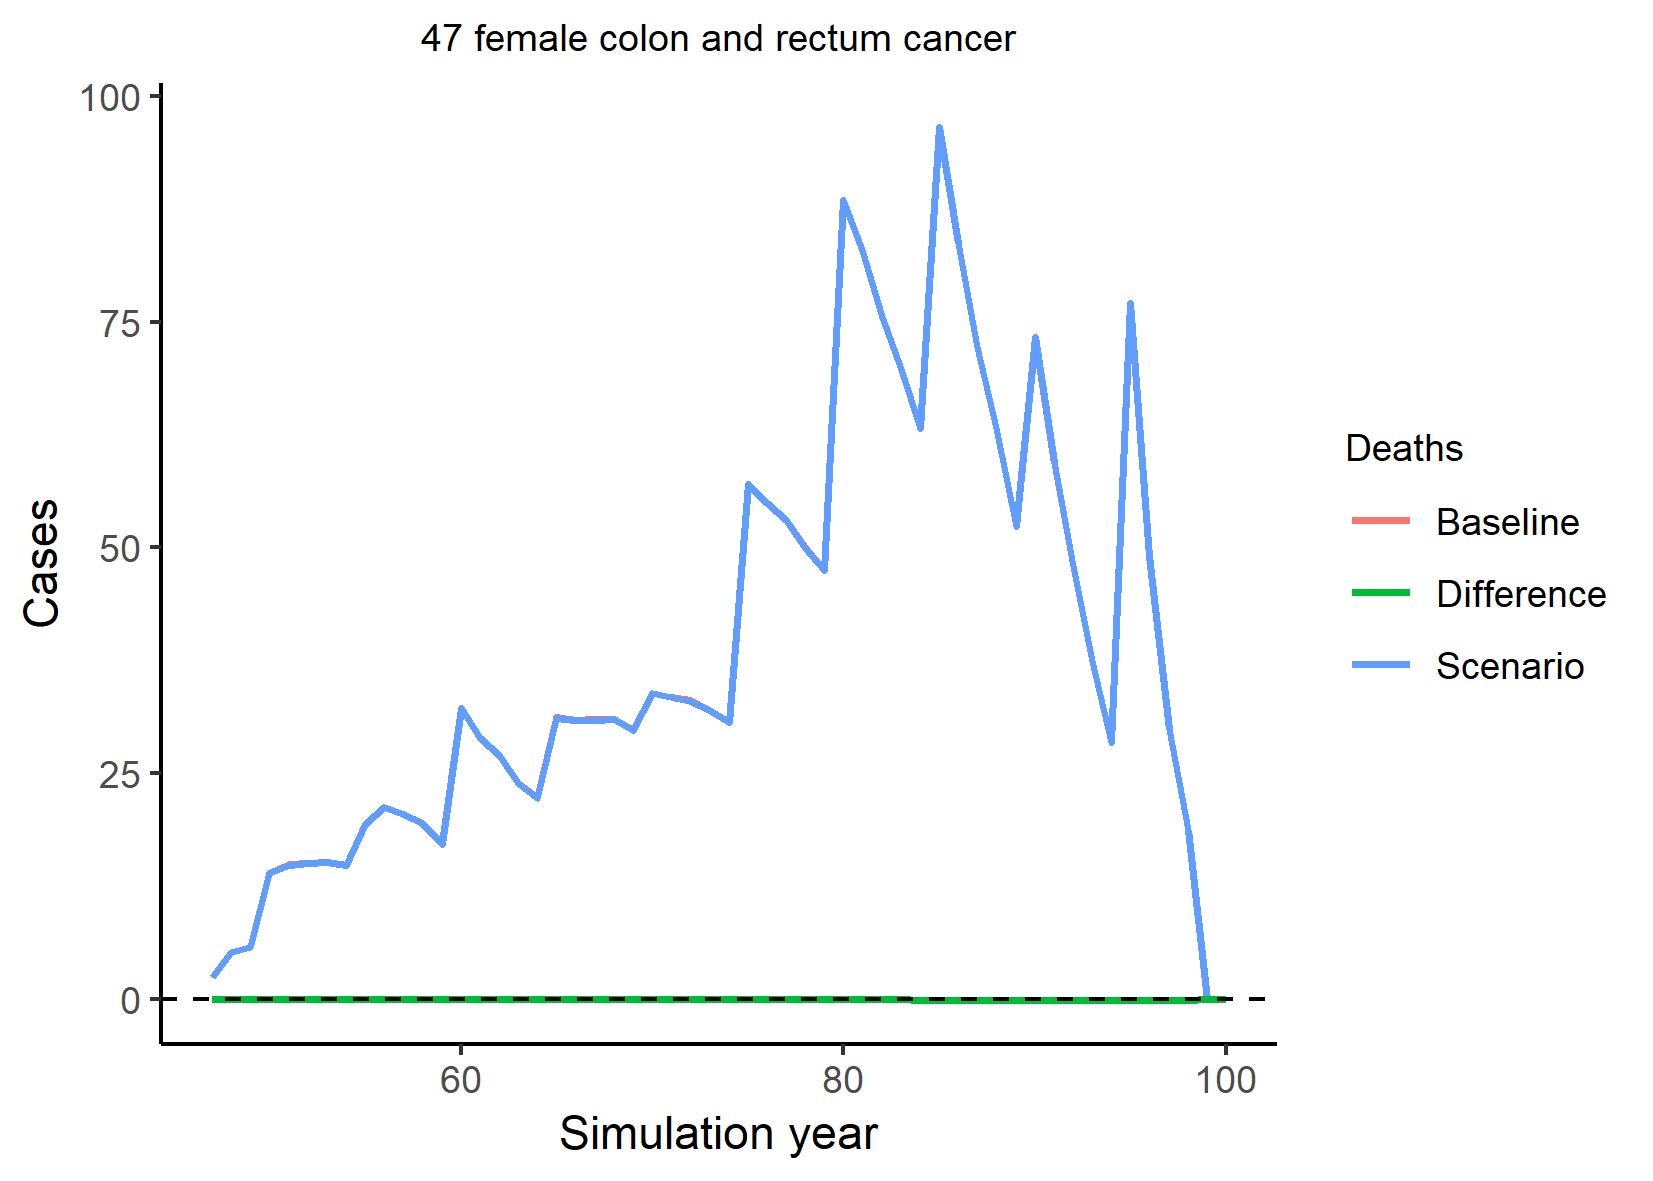 47 female colon and rectum cancer
100
75
50
25
0
Cases
60
80
100
Simulation year
Deaths
Baseline
Difference
Scenario